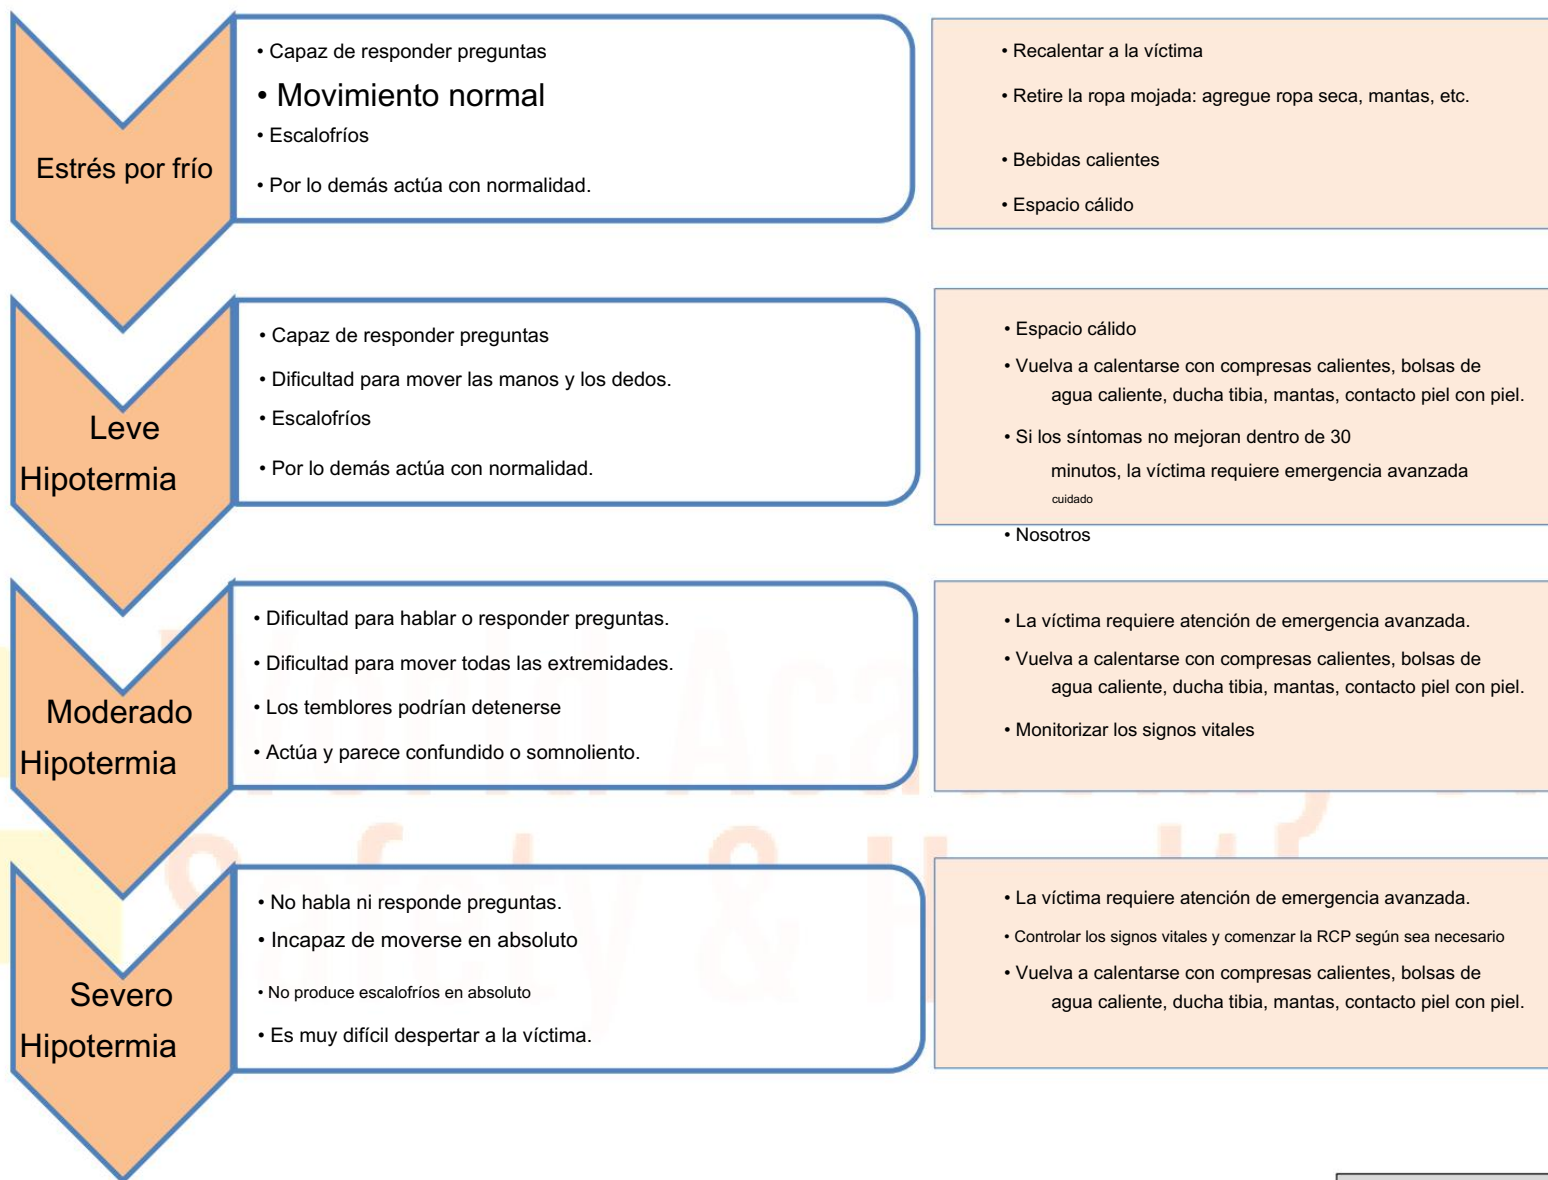 Estrés por frío
• Capaz de responder preguntas
• Movimiento normal
• Escalofríos
• Por lo demás actúa con normalidad.
• Recalentar a la víctima
• Retire la ropa mojada: agregue ropa seca, mantas, etc.
• Bebidas calientes
• Espacio cálido
Leve
Hipotermia
• Capaz de responder preguntas
• Dificultad para mover las manos y los dedos.
• Escalofríos
• Por lo demás actúa con normalidad.
• Espacio cálido
• Vuelva a calentarse con compresas calientes, bolsas de
agua caliente, ducha tibia, mantas, contacto piel con piel.
• Si los síntomas no mejoran dentro de 30
minutos, la víctima requiere emergencia avanzada
cuidado
• Nosotros
Moderado
Hipotermia
• Dificultad para hablar o responder preguntas.
• Dificultad para mover todas las extremidades.
• Los temblores podrían detenerse
• Actúa y parece confundido o somnoliento.
• La víctima requiere atención de emergencia avanzada.
• Vuelva a calentarse con compresas calientes, bolsas de
agua caliente, ducha tibia, mantas, contacto piel con piel.
• Monitorizar los signos vitales
Severo
Hipotermia
• No habla ni responde preguntas.
• Incapaz de moverse en absoluto
• No produce escalofríos en absoluto
• Es muy difícil despertar a la víctima.
• La víctima requiere atención de emergencia avanzada.
• Controlar los signos vitales y comenzar la RCP según sea necesario
• Vuelva a calentarse con compresas calientes, bolsas de
agua caliente, ducha tibia, mantas, contacto piel con piel.